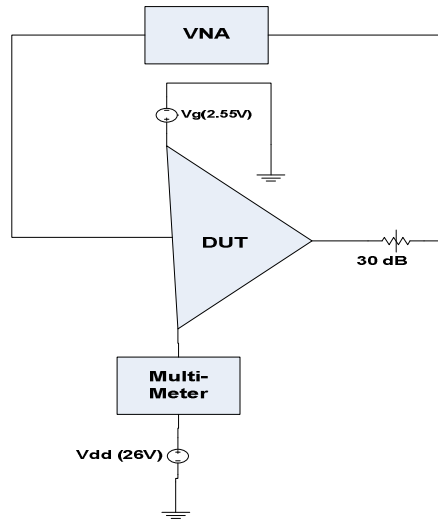 VNA
Vg(2.55V)
DUT
30 dB
Multi-
Meter
Vdd (26V)